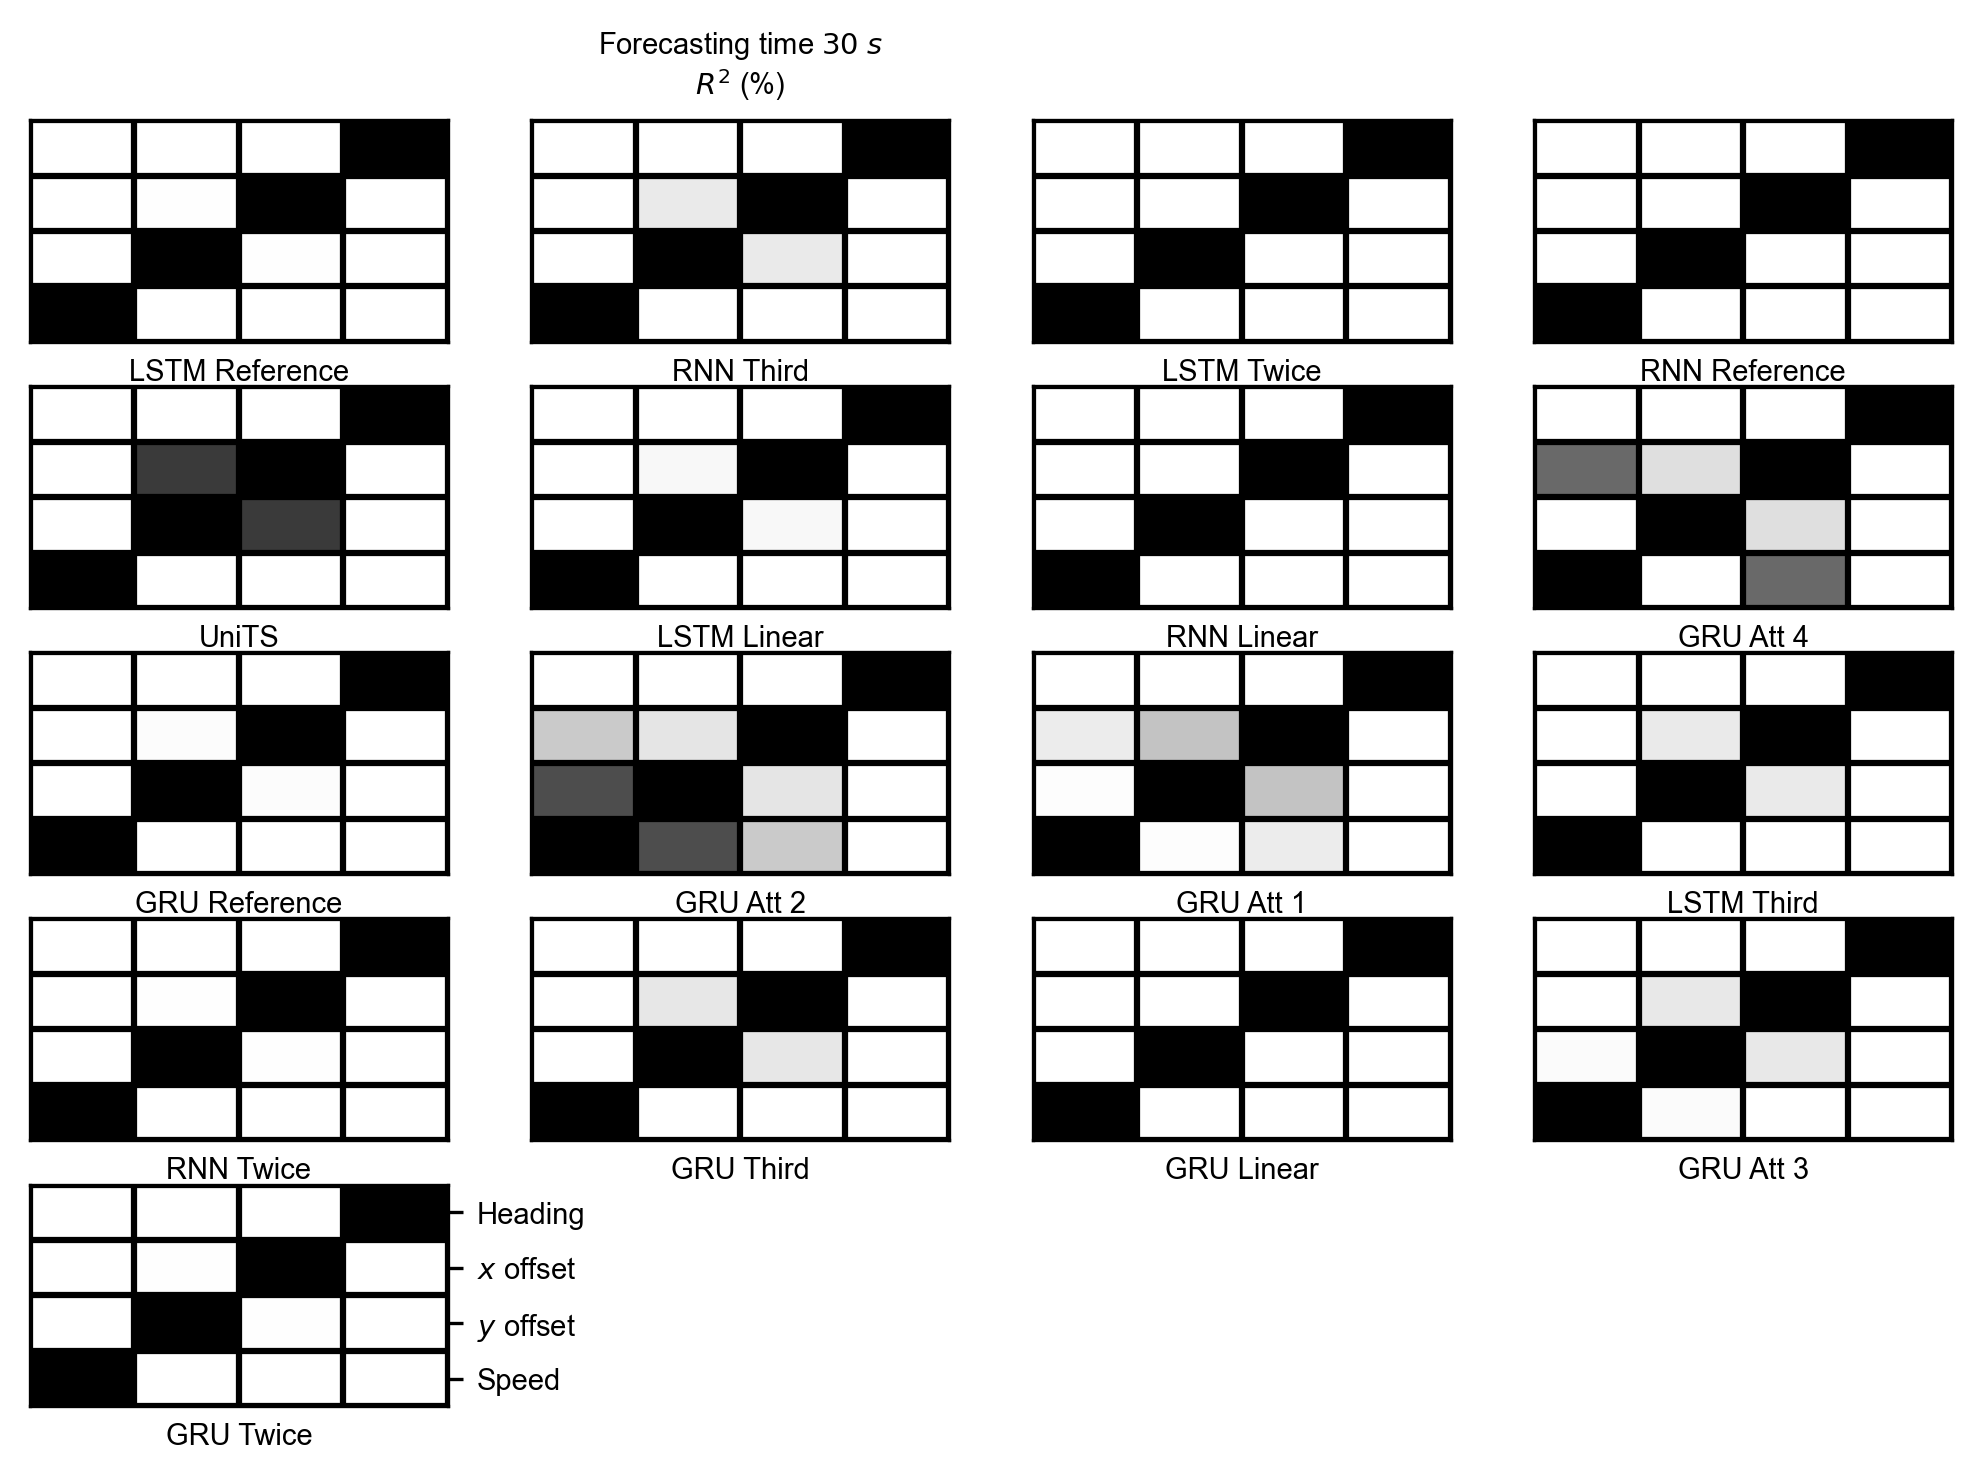 Forecasting time 30 s
R² (%)
LSTM Reference
RNN Third
LSTM Twice
RNN Reference
UniTS
LSTM Linear
RNN Linear
GRU Att 4
GRU Reference
GRU Att 2
GRU Att 1
LSTM Third
RNN Twice
GRU Third
GRU Linear
GRU Att 3
Heading
x offset
y offset
Speed
GRU Twice